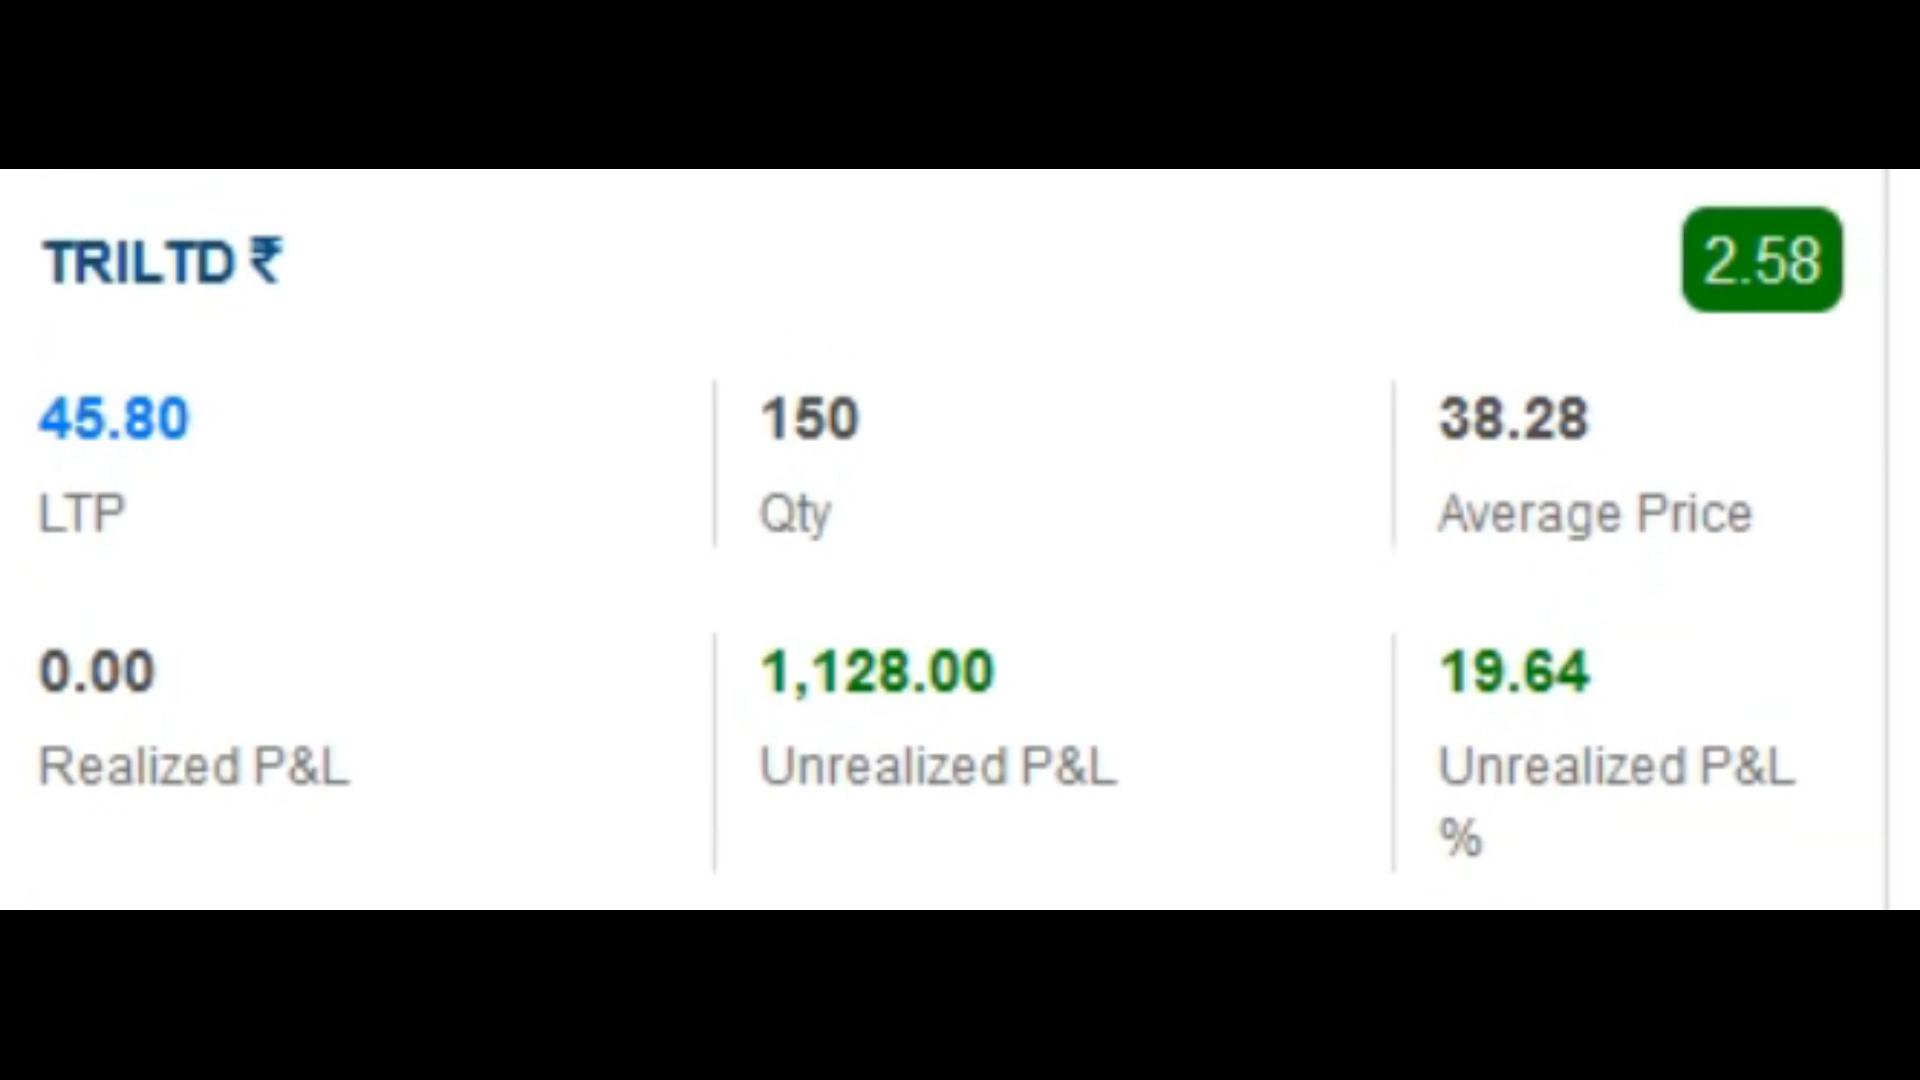 TRILTD ₹
2.58
45.80
150
38.28
LTP
Qty
Average Price
0.00
1,128.00
19.64
Realized P&L
Unrealized P&L
Unrealized P&L
%